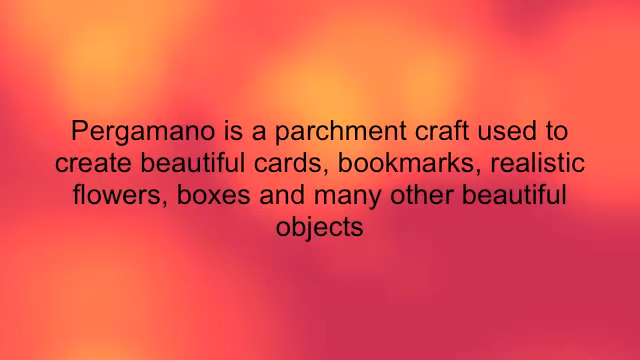 Pergamano is a parchment craft used to
create beautiful cards, bookmarks, realistic
flowers, boxes and many other beautiful
objects